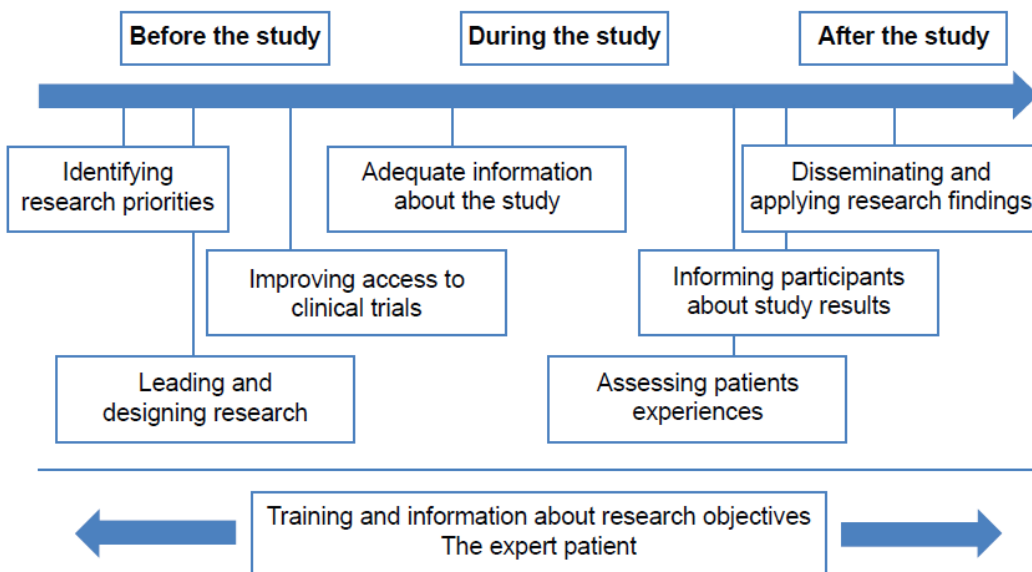 Before the study
During the study
After the study
Identifying
research priorities
Adequate information
about the study
Disseminating and
applying research findings
Improving access to
clinical trials
Informing participants
about study results
Leading and
designing research
Assessing patients
experiences
Training and information about research objectives
The expert patient